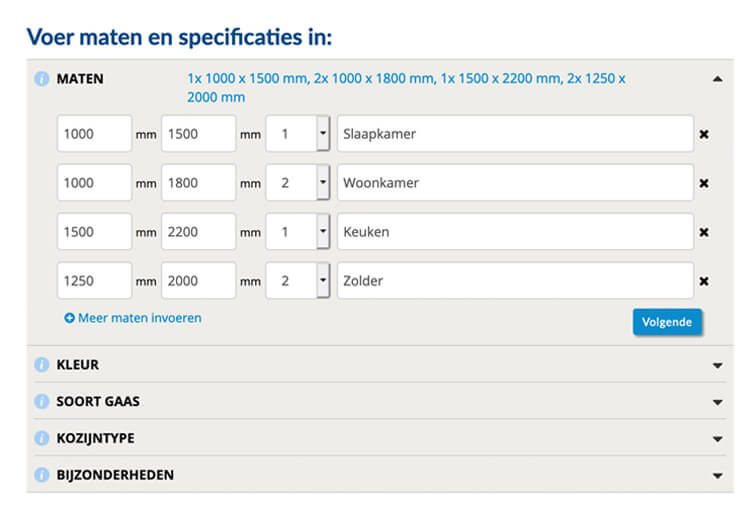 Voer maten en specificaties in:
MATEN 1x 1000 x 1500 mm, 2x 1000 x 1800 mm, 1x 1500 x 2200 mm, 2x 1250 x
2000 mm
1000 mm 1500 mm 1 Slaapkamer
1000 mm 1800 mm 2 Woonkamer
1500 mm 2200 mm 1 Keuken
1250 mm 2000 mm 2 Zolder
Meer maten invoeren
Volgende
KLEUR
SOORT GAAS
KOZIJNTYPE
BIJZONDERHEDEN